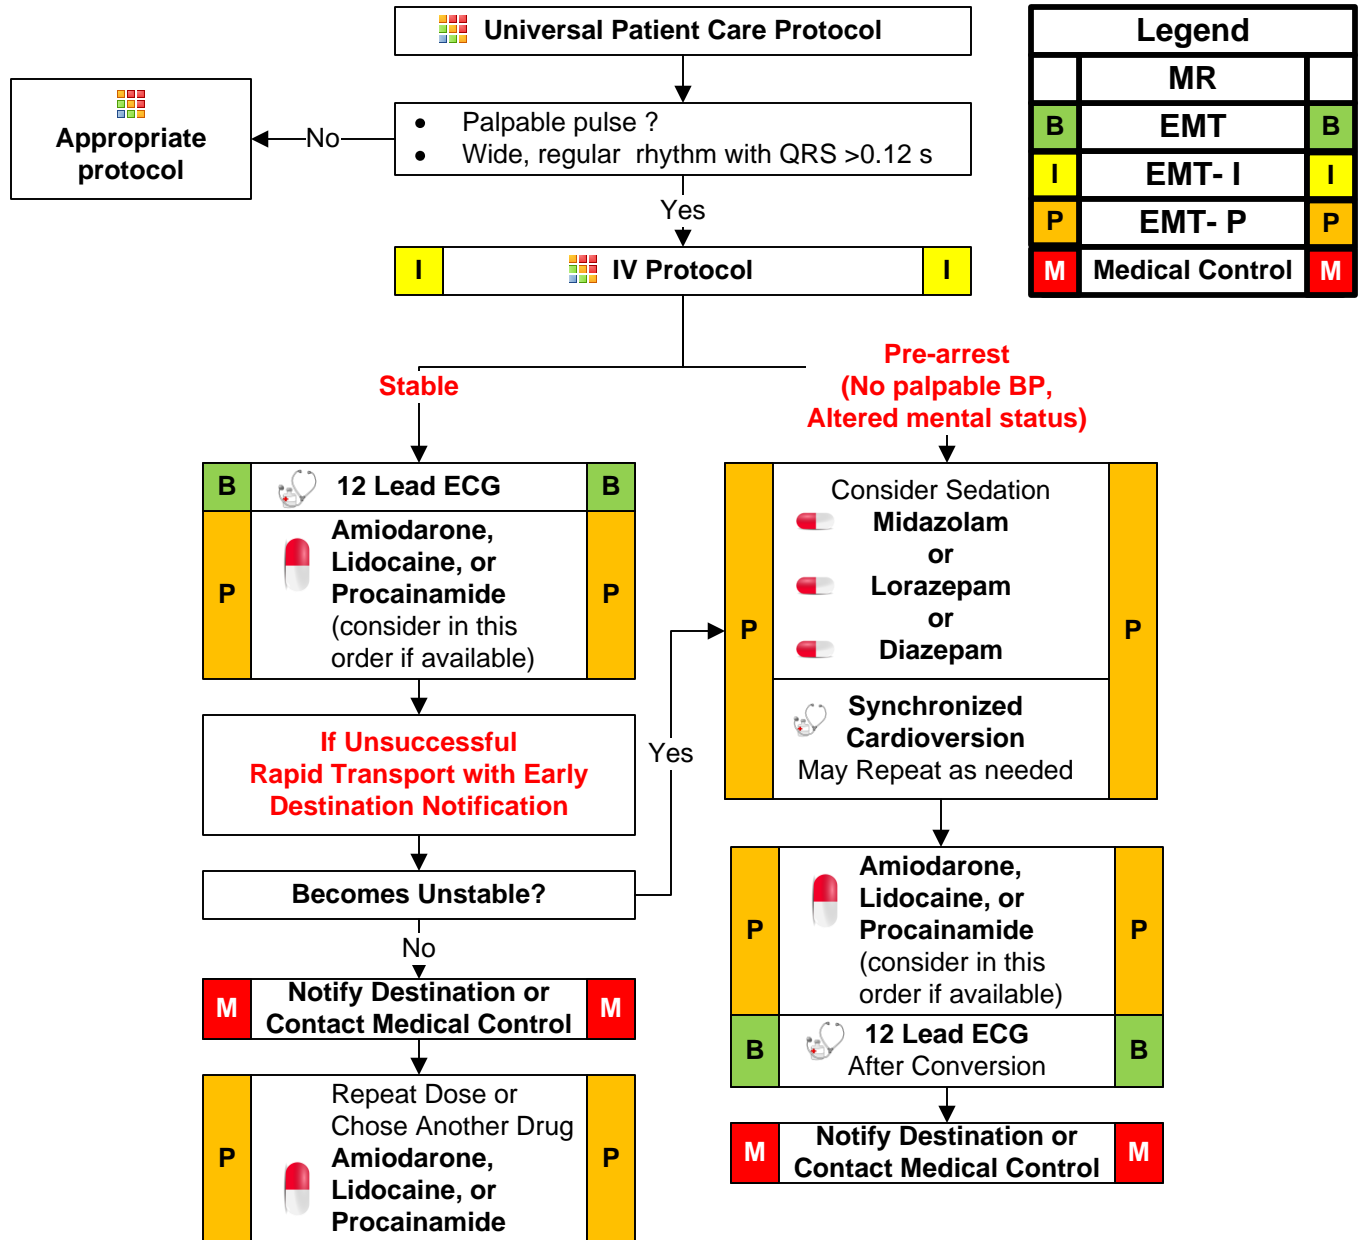 Universal Patient Care Protocol
Legend
MR
B EMT B
I EMT- I I
P EMT- P P
M Medical Control M
Appropriate
protocol
No
• Palpable pulse ?
• Wide, regular rhythm with QRS >0.12 s
Yes
I IV Protocol I
Stable
Pre-arrest
(No palpable BP,
Altered mental status)
B 12 Lead ECG B
P
Amiodarone,
Lidocaine, or
Procainamide
(consider in this
order if available)
P
If Unsuccessful
Rapid Transport with Early
Destination Notification
Becomes Unstable?
Yes
No
M
Notify Destination or
Contact Medical Control
M
P
Repeat Dose or
Chose Another Drug
Amiodarone,
Lidocaine, or
Procainamide
P
P
Consider Sedation
Midazolam
or
Lorazepam
or
Diazepam
P
Synchronized
Cardioversion
May Repeat as needed
P
Amiodarone,
Lidocaine, or
Procainamide
(consider in this
order if available)
P
B
12 Lead ECG
After Conversion
B
M
Notify Destination or
Contact Medical Control
M